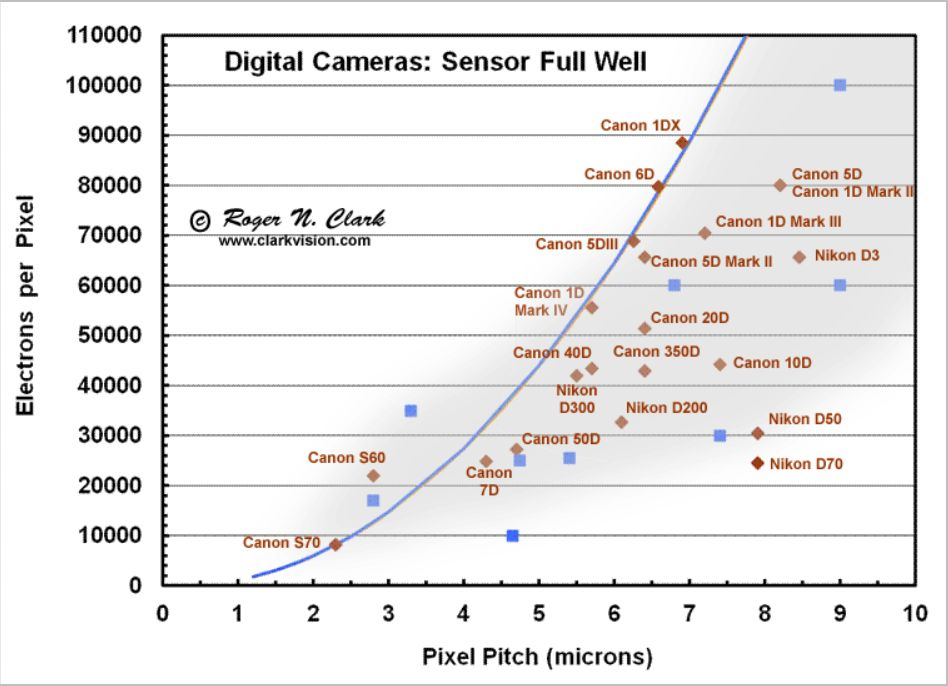 Digital Cameras: Sensor Full Well
110000
100000
90000
80000
70000
60000
50000
40000
30000
20000
10000
0
Electrons per Pixel
© Roger N. Clark
www.clarkvision.com
Canon 1DX
Canon 6D
Canon 5D
Canon 1D Mark II
Canon 1D Mark III
Canon 5DIII
Canon 5D Mark II
Nikon D3
Canon 1D
Mark IV
Canon 20D
Canon 40D
Canon 350D
Canon 10D
Nikon
D300
Nikon D200
Nikon D50
Canon 50D
Canon S60
Canon
7D
Nikon D70
Canon S70
0 1 2 3 4 5 6 7 8 9 10
Pixel Pitch (microns)